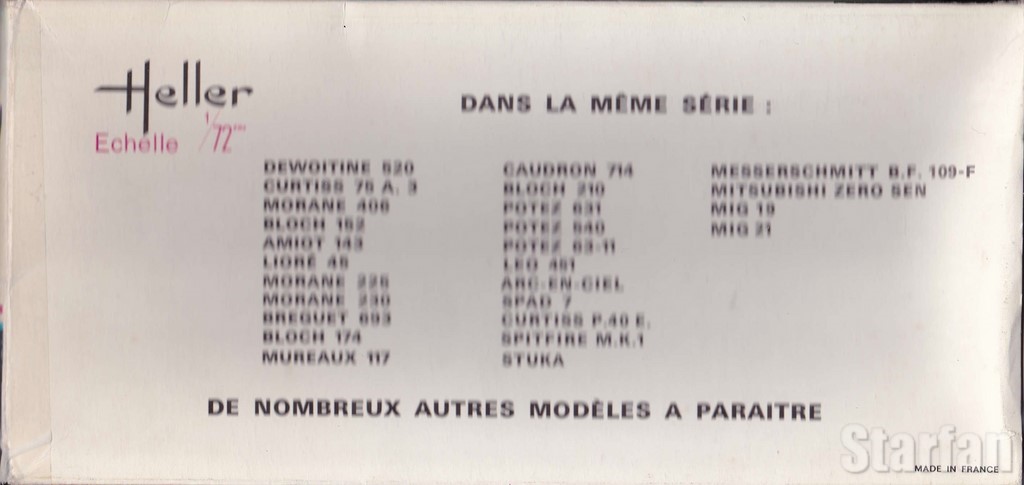 Heller
Echelle 1/72ème
DANS LA MÊME SÉRIE :
DEWOITINE 520
CURTISS 75 A. 3
MORANE 406
BLOCH 152
AMIOT 143
LIORÉ 45
MORANE 225
MORANE 230
BREGUET 693
BLOCH 174
MUREAUX 117
CAUDRON 714
BLOCH 210
POTEZ 631
POTEZ 540
POTEZ 63-11
LEO 451
ARC-EN-CIEL
SPAD 7
CURTISS P.40 E.
SPITFIRE M.K.1
STUKA
MESSERSCHMITT B.F. 109-F
MITSUBISHI ZERO SEN
MIG 19
MIG 21
DE NOMBREUX AUTRES MODÈLES A PARAITRE
Starfan
MADE IN FRANCE